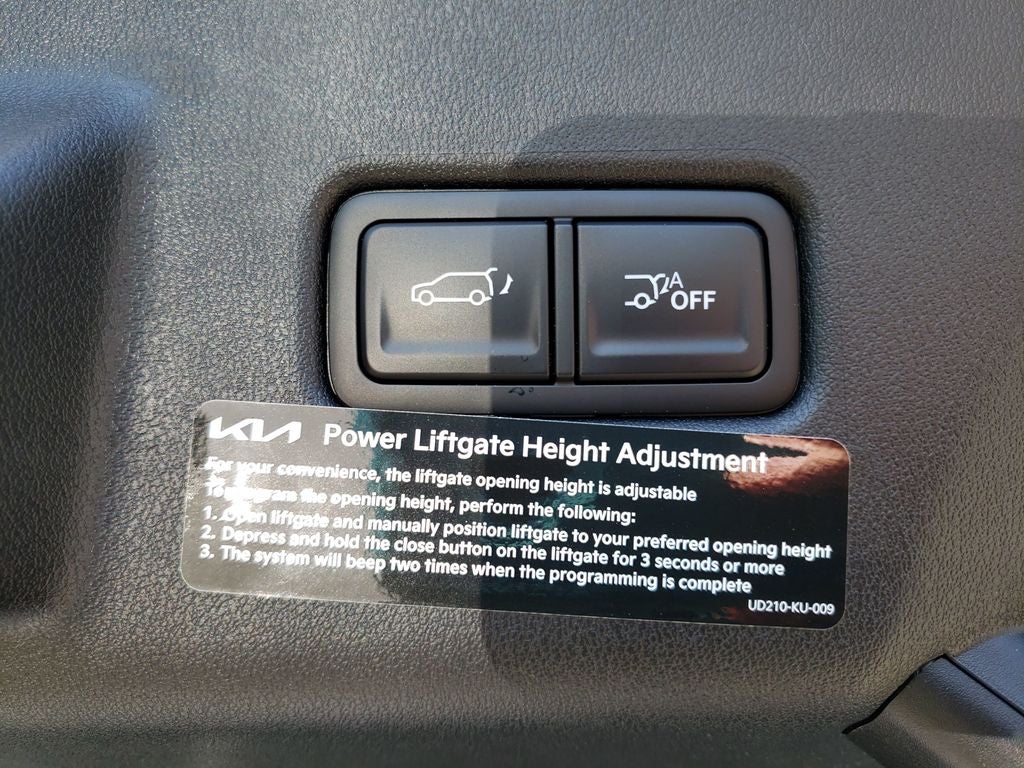 A
OFF
KIA Power Liftgate Height Adjustment
For your convenience, the liftgate opening height is adjustable
To program the opening height, perform the following:
1. Open liftgate and manually position liftgate to your preferred opening height
2. Depress and hold the close button on the liftgate for 3 seconds or more
3. The system will beep two times when the programming is complete
UD210-KU-009